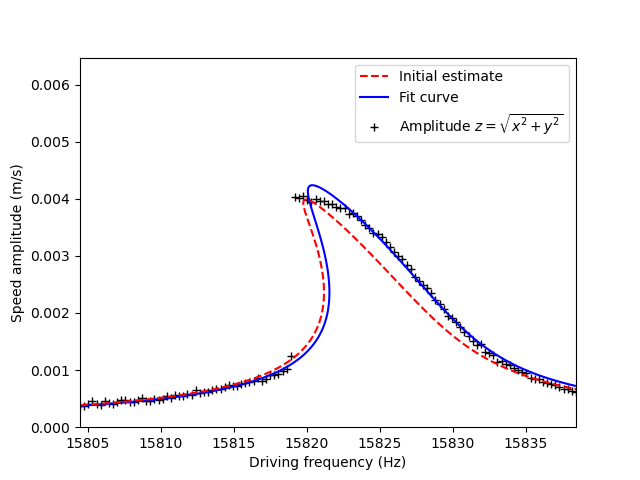 Initial estimate
Fit curve
Amplitude z = √x² + y²
0.006
0.005
0.004
0.003
0.002
0.001
0.000
Speed amplitude (m/s)
15805 15810 15815 15820 15825 15830 15835
Driving frequency (Hz)